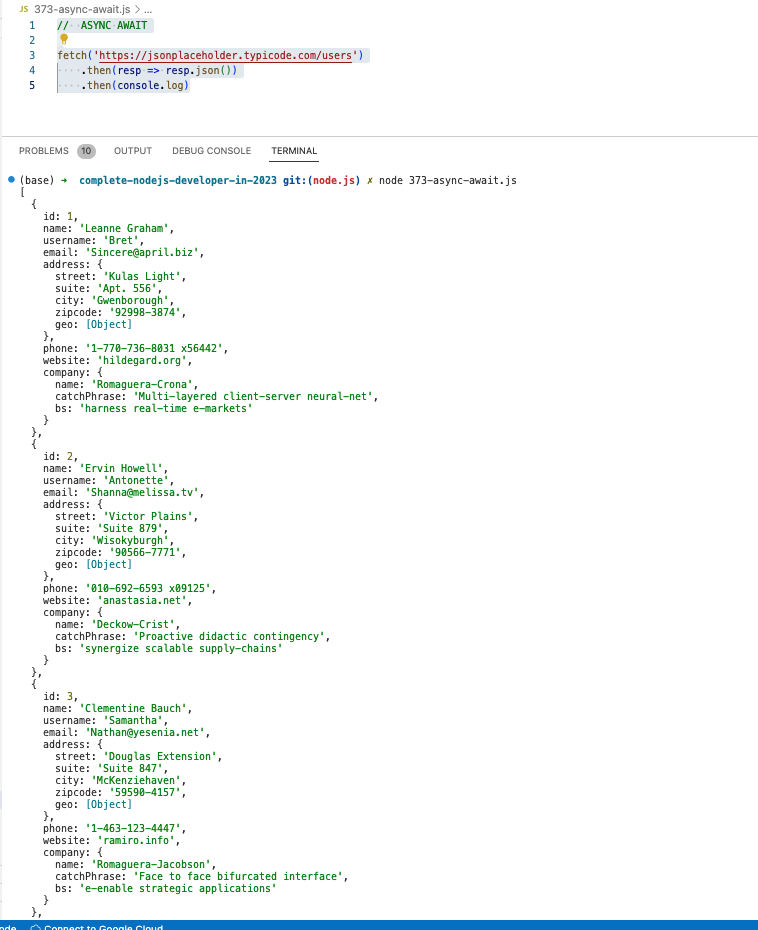 JS 373-async-await.js > ...
1 // ASYNC AWAIT
2
3 fetch('https://jsonplaceholder.typicode.com/users')
4 .then(resp => resp.json())
5 .then(console.log)
PROBLEMS 10 OUTPUT DEBUG CONSOLE TERMINAL
(base) → complete-nodejs-developer-in-2023 git:(node.js) ✗ node 373-async-await.js
[
{
id: 1,
name: 'Leanne Graham',
username: 'Bret',
email: 'Sincere@april.biz',
address: {
street: 'Kulas Light',
suite: 'Apt. 556',
city: 'Gwenborough',
zipcode: '92998-3874',
geo: [Object]
},
phone: '1-770-736-8031 x56442',
website: 'hildegard.org',
company: {
name: 'Romaguera-Crona',
catchPhrase: 'Multi-layered client-server neural-net',
bs: 'harness real-time e-markets'
}
},
{
id: 2,
name: 'Ervin Howell',
username: 'Antonette',
email: 'Shanna@melissa.tv',
address: {
street: 'Victor Plains',
suite: 'Suite 879',
city: 'Wisokyburgh',
zipcode: '90566-7771',
geo: [Object]
},
phone: '010-692-6593 x09125',
website: 'anastasia.net',
company: {
name: 'Deckow-Crist',
catchPhrase: 'Proactive didactic contingency',
bs: 'synergize scalable supply-chains'
}
},
{
id: 3,
name: 'Clementine Bauch',
username: 'Samantha',
email: 'Nathan@yesenia.net',
address: {
street: 'Douglas Extension',
suite: 'Suite 847',
city: 'McKenziehaven',
zipcode: '59590-4157',
geo: [Object]
},
phone: '1-463-123-4447',
website: 'ramiro.info',
company: {
name: 'Romaguera-Jacobson',
catchPhrase: 'Face to face bifurcated interface',
bs: 'e-enable strategic applications'
}
},
ode Connect to Google Cloud